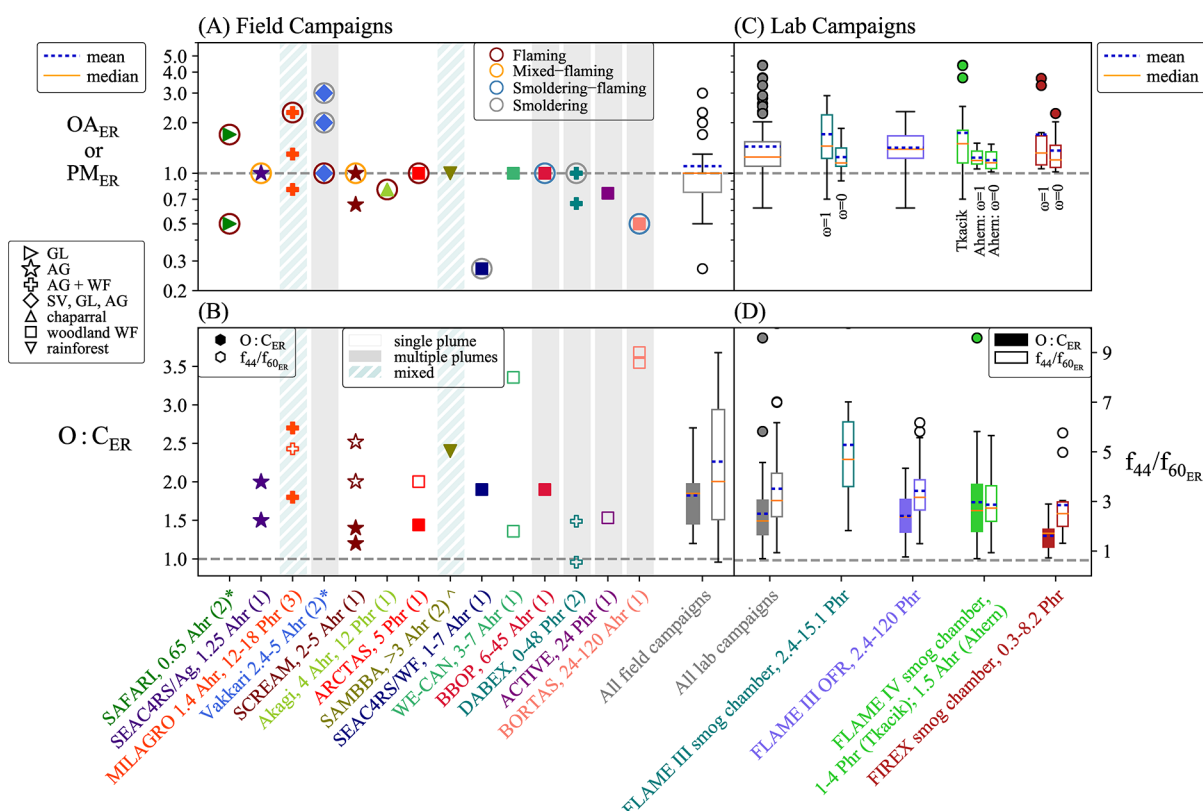 (A) Field Campaigns
(C) Lab Campaigns
mean
median
Flaming
Mixed−flaming
Smoldering−flaming
Smoldering
mean
median
OA_ER
or
PM_ER
5.0
4.0
3.0
2.0
1.0
0.7
0.5
0.3
0.2
ω=1
ω=0
Tkacik
Ahern: ω=1
Ahern: ω=0
ω=1
ω=0
GL
AG
AG + WF
SV, GL, AG
chaparral
woodland WF
rainforest
(B)
(D)
O : C_ER
f_44/f_60_ER
single plume
multiple plumes
mixed
O : C_ER
f_44/f_60_ER
O : C_ER
3.5
3.0
2.5
2.0
1.5
1.0
9
7
5
3
1
f_44/f_60_ER
SAFARI, 0.65 Ahr (2)*
SEAC4RS/Ag, 1.25 Ahr (1)
MILAGRO 1.4 Ahr, 12-18 Phr (3)
Vakkari 2.4-5 Ahr (2)*
SCREAM, 2-5 Ahr (1)
Akagi, 4 Ahr, 12 Phr (1)
ARCTAS, 5 Phr (1)
SAMBBA, >3 Ahr (2)^
SEAC4RS/WF, 1-7 Ahr (1)
WE-CAN, 3-7 Ahr (1)
BBOP, 6-45 Ahr (1)
DABEX, 0-48 Phr (2)
ACTIVE, 24 Phr (1)
BORTAS, 24-120 Ahr (1)
All field campaigns
All lab campaigns
FLAME III smog chamber, 2.4-15.1 Phr
FLAME III OFR, 2.4-120 Phr
FLAME IV smog chamber,
1-4 Phr (Tkacik); 1.5 Ahr (Ahern)
FIREX smog chamber, 0.3-8.2 Phr